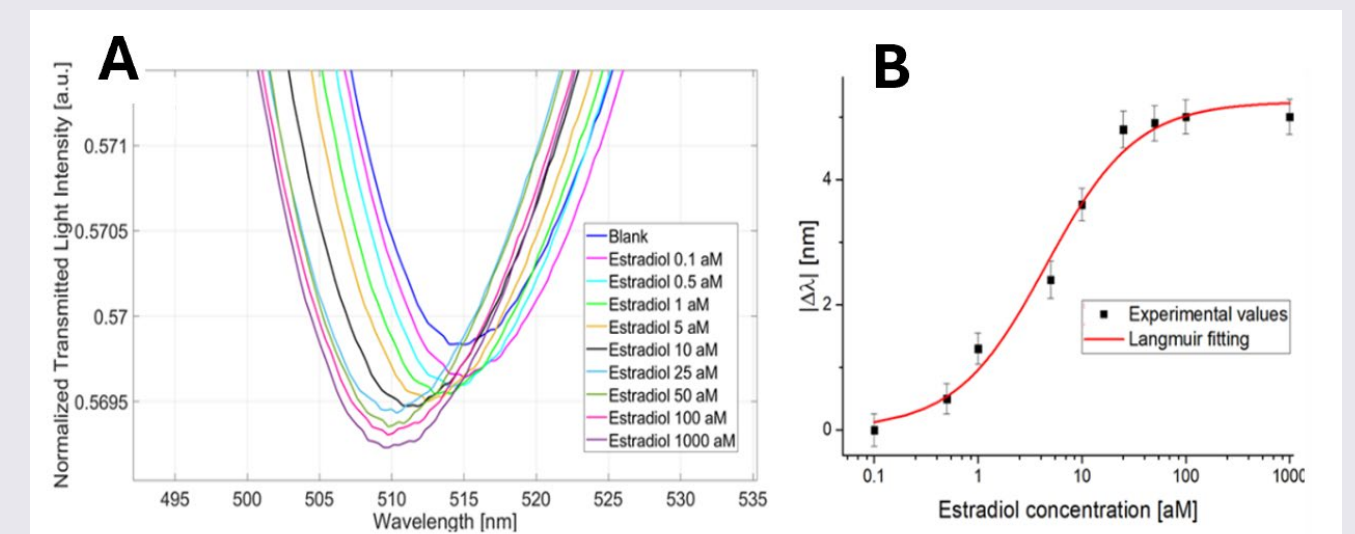 A
Normalized Transmitted Light Intensity [a.u.]
0.571
0.5705
0.57
0.5695
495 500 505 510 515 520 525 530 535
Wavelength [nm]
Blank
Estradiol 0.1 aM
Estradiol 0.5 aM
Estradiol 1 aM
Estradiol 5 aM
Estradiol 10 aM
Estradiol 25 aM
Estradiol 50 aM
Estradiol 100 aM
Estradiol 1000 aM
B
|Δλ| [nm]
4
2
0
0.1 1 10 100 1000
Estradiol concentration [aM]
Experimental values
Langmuir fitting